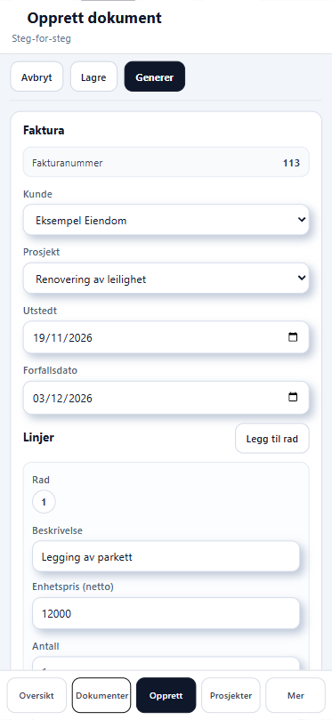 Opprett dokument
Steg-for-steg
Avbryt Lagre Generer
Faktura
Fakturanummer 113
Kunde
Eksempel Eiendom
Prosjekt
Renovering av leilighet
Utstedt
19/11/2026
Forfallsdato
03/12/2026
Linjer Legg til rad
Rad
1
Beskrivelse
Legging av parkett
Enhetspris (netto)
12000
Antall
Oversikt Dokumenter Opprett Prosjekter Mer